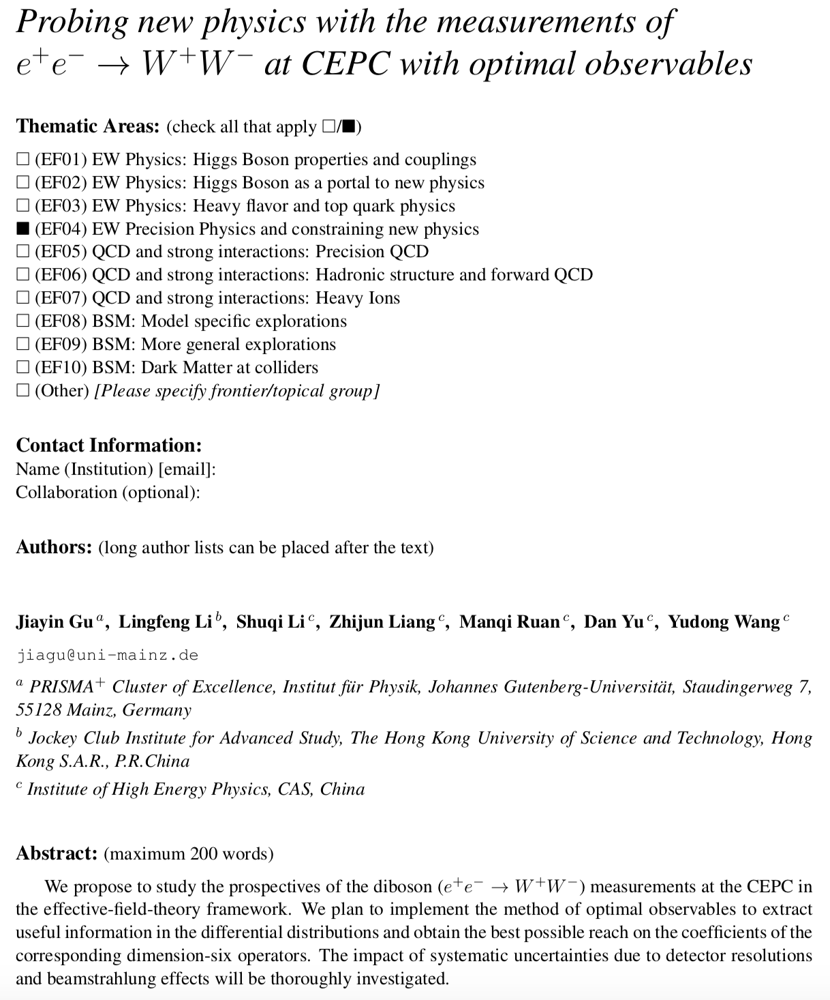 Probing new physics with the measurements of
e⁺e⁻ → W⁺W⁻ at CEPC with optimal observables
Thematic Areas: (check all that apply □/■)
□ (EF01) EW Physics: Higgs Boson properties and couplings
□ (EF02) EW Physics: Higgs Boson as a portal to new physics
□ (EF03) EW Physics: Heavy flavor and top quark physics
■ (EF04) EW Precision Physics and constraining new physics
□ (EF05) QCD and strong interactions: Precision QCD
□ (EF06) QCD and strong interactions: Hadronic structure and forward QCD
□ (EF07) QCD and strong interactions: Heavy Ions
□ (EF08) BSM: Model specific explorations
□ (EF09) BSM: More general explorations
□ (EF10) BSM: Dark Matter at colliders
□ (Other) [Please specify frontier/topical group]
Contact Information:
Name (Institution) [email]:
Collaboration (optional):
Authors: (long author lists can be placed after the text)
Jiayin Gu ᵃ, Lingfeng Li ᵇ, Shuqi Li ᶜ, Zhijun Liang ᶜ, Manqi Ruan ᶜ, Dan Yu ᶜ, Yudong Wang ᶜ
jiagu@uni-mainz.de
ᵃ PRISMA⁺ Cluster of Excellence, Institut für Physik, Johannes Gutenberg-Universität, Staudingerweg 7,
55128 Mainz, Germany
ᵇ Jockey Club Institute for Advanced Study, The Hong Kong University of Science and Technology, Hong
Kong S.A.R., P.R.China
ᶜ Institute of High Energy Physics, CAS, China
Abstract: (maximum 200 words)
We propose to study the prospectives of the diboson (e⁺e⁻ → W⁺W⁻) measurements at the CEPC in
the effective-field-theory framework. We plan to implement the method of optimal observables to extract
useful information in the differential distributions and obtain the best possible reach on the coefficients of the
corresponding dimension-six operators. The impact of systematic uncertainties due to detector resolutions
and beamstrahlung effects will be thoroughly investigated.